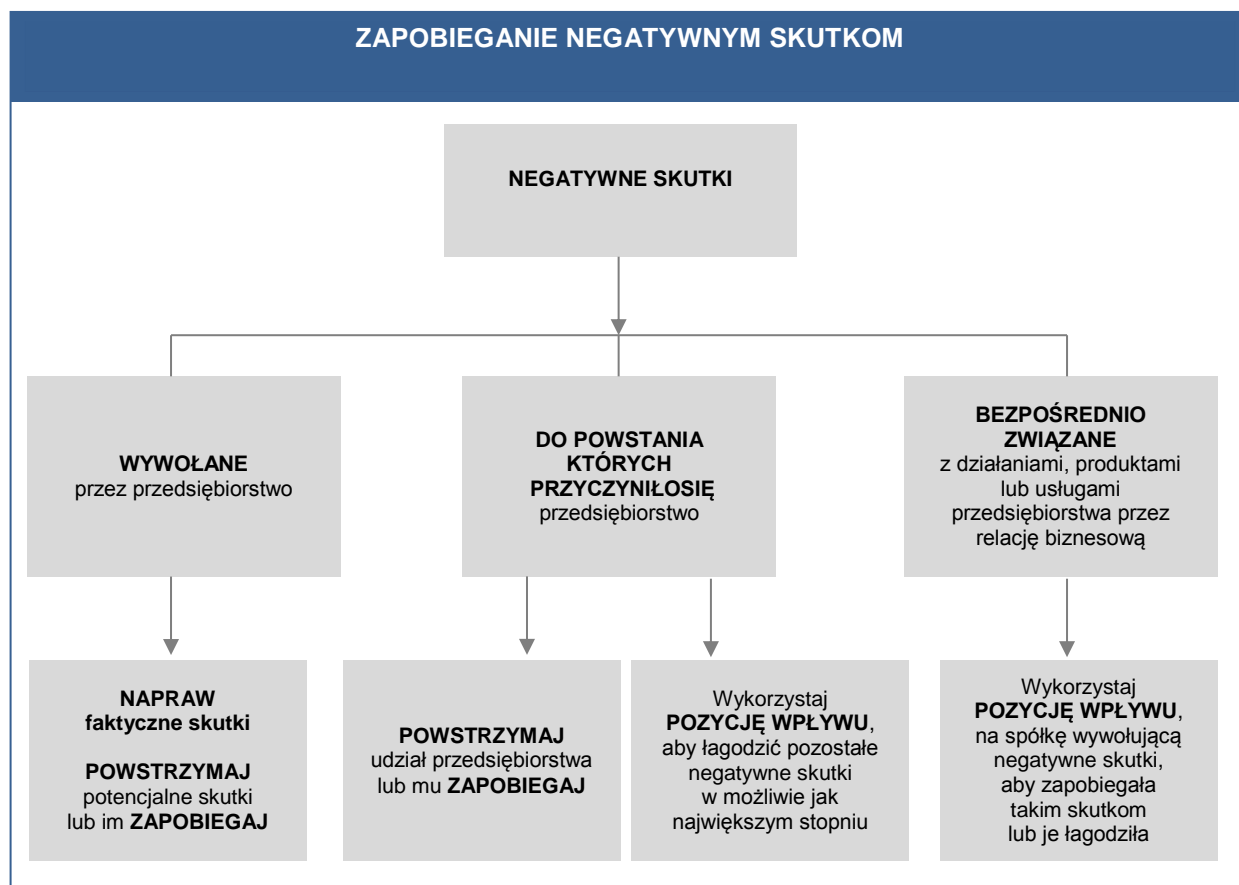 ZAPOBIEGANIE NEGATYWNYM SKUTKOM
NEGATYWNE SKUTKI
WYWOŁANE
przez przedsiębiorstwo
DO POWSTANIA
KTÓRYCH
PRZYCZYNIŁOSIĘ
przedsiębiorstwo
BEZPOŚREDNIO
ZWIĄZANE
z działaniami, produktami
lub usługami
przedsiębiorstwa przez
relację biznesową
NAPRAW
faktyczne skutki
POWSTRZYMAJ
potencjalne skutki
lub im ZAPOBIEGAJ
POWSTRZYMAJ
udział przedsiębiorstwa
lub mu ZAPOBIEGAJ
Wykorzystaj
POZYCJĘ WPŁYWU,
aby łagodzić pozostałe
negatywne skutki
w możliwie jak
największym stopniu
Wykorzystaj
POZYCJĘ WPŁYWU,
na spółkę wywołującą
negatywne skutki,
aby zapobiegała
takim skutkom
lub je łagodziła